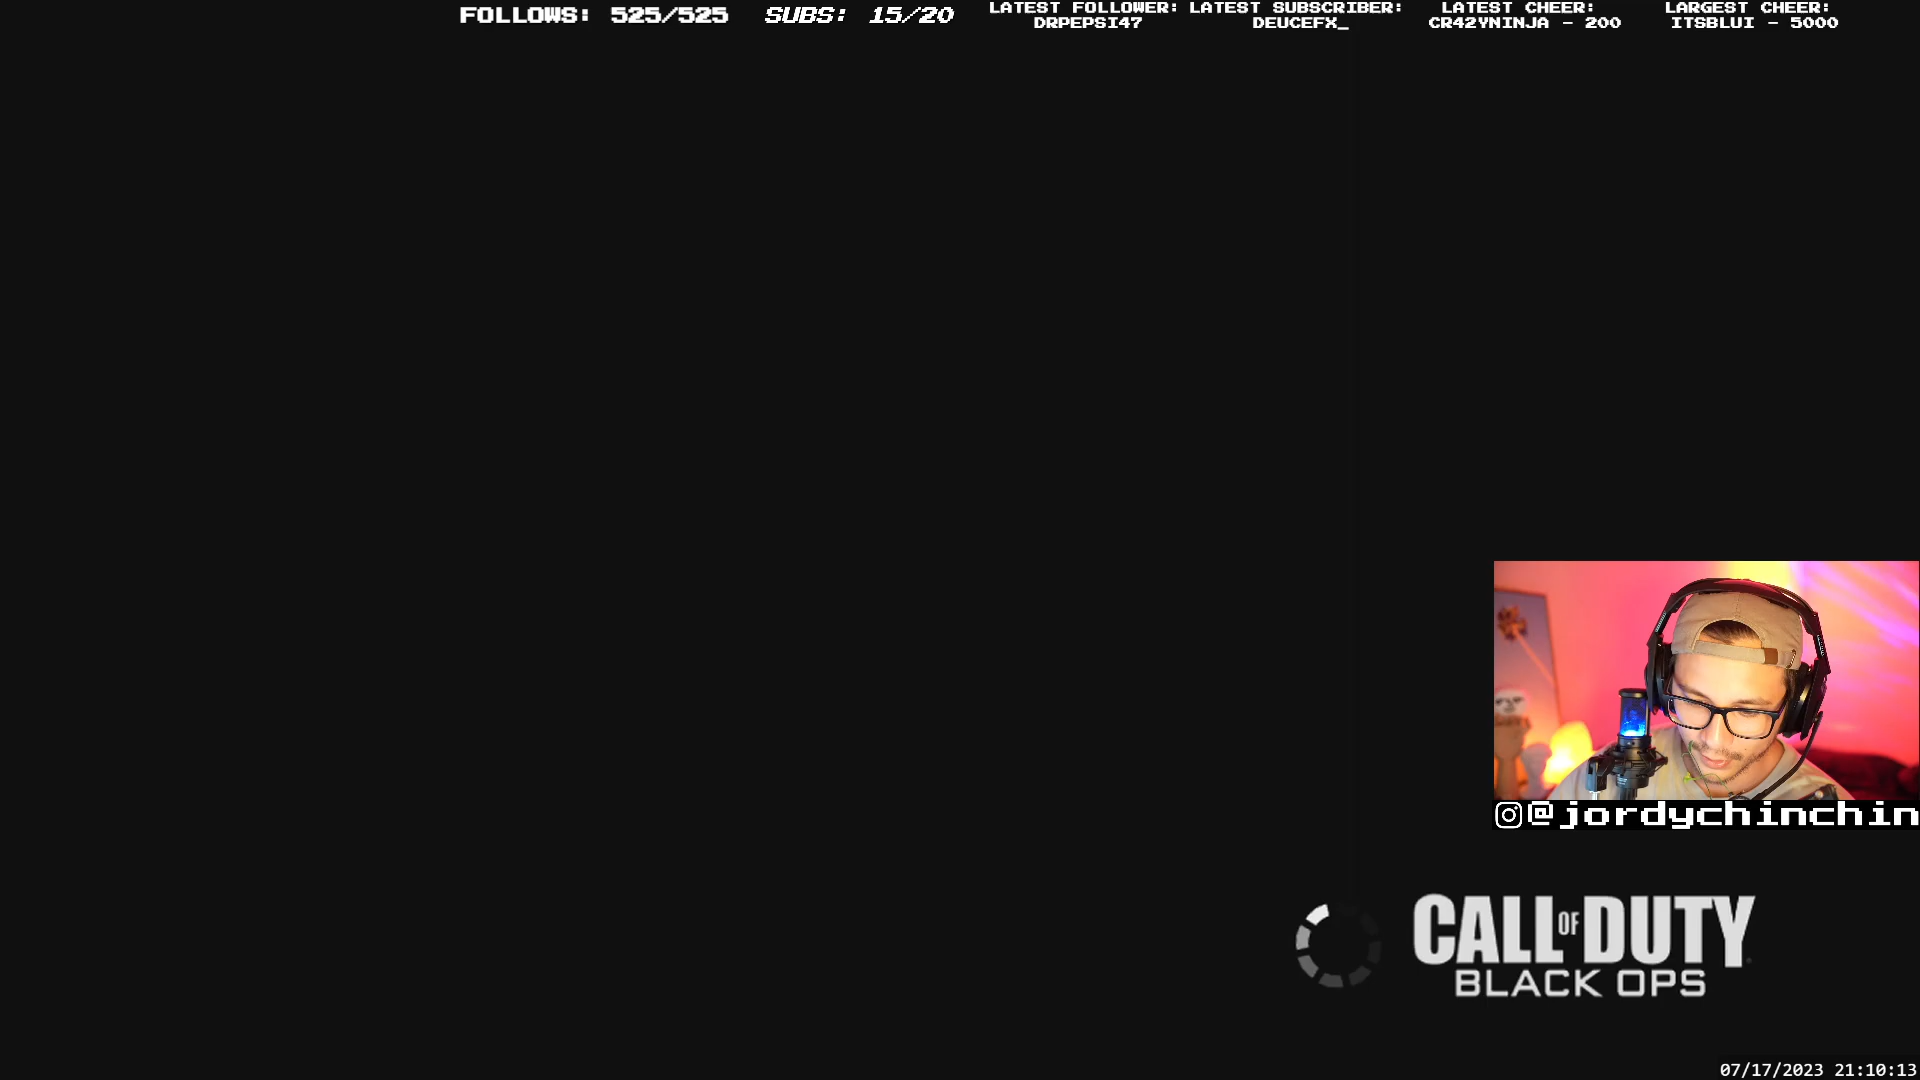 FOLLOWS: 525/525
SUBS: 15/20
LATEST FOLLOWER:
DRPEPSI47
LATEST SUBSCRIBER:
DEUCEFX_
LATEST CHEER:
CR42YNINJA - 200
LARGEST CHEER:
ITSBLUI - 5000
@jordychinchin
CALL OF DUTY
BLACK OPS
07/17/2023 21:10:13